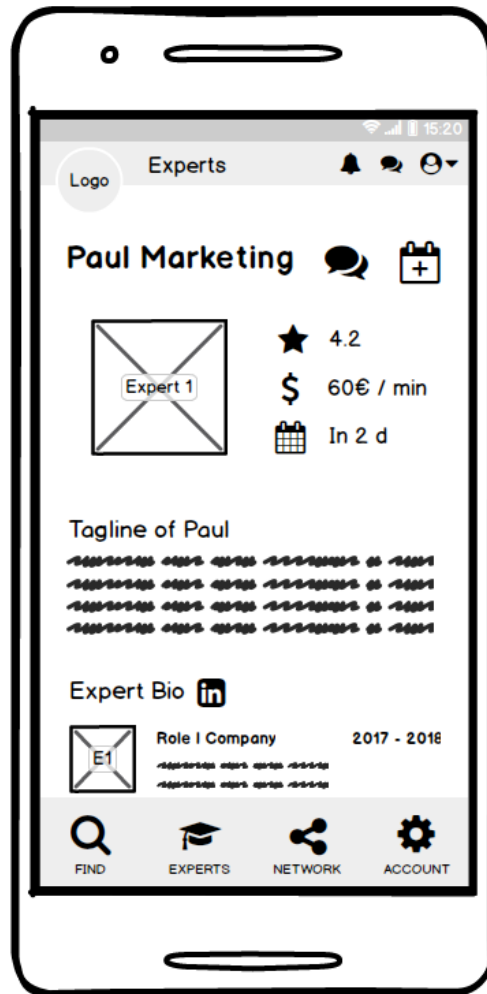 15:20
Logo
Experts
Paul Marketing
4.2
Expert 1
$ 60€ / min
In 2 d
Tagline of Paul
Expert Bio in
E1
Role | Company 2017 - 2018
FIND EXPERTS NETWORK ACCOUNT